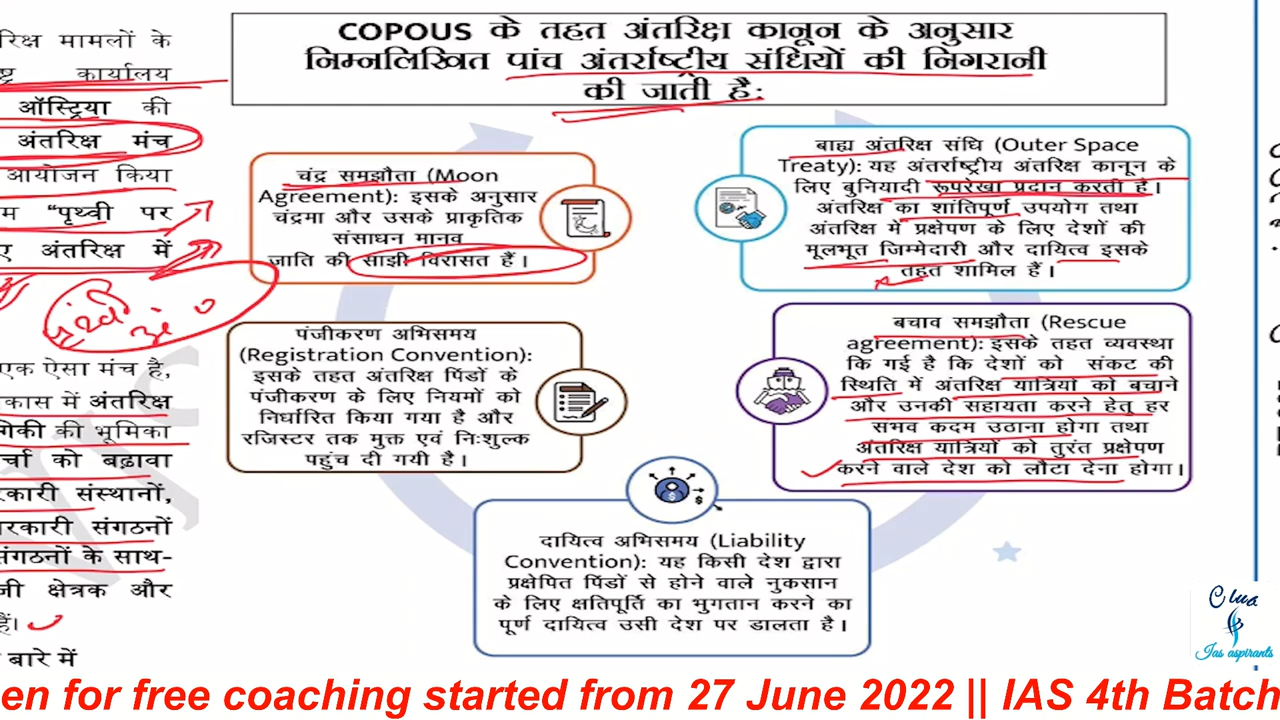 COPOUS के तहत अंतरिक्ष कानून के अनुसार
निम्नलिखित पांच अंतर्राष्ट्रीय संधियों की निगरानी
की जाती है:
रिक्ष मामलों के
कार्यालय
ऑस्ट्रिया की
अंतरिक्ष मंच
आयोजन किया
म "पृथ्वी पर
ए अंतरिक्ष में
एक ऐसा मंच है,
कास में अंतरिक्ष
गिकी की भूमिका
र्चा को बढ़ावा
रकारी संस्थानों,
रकारी संगठनों
संगठनों के साथ-
जी क्षेत्रक और
हैं।
बारे में
चंद्र समझौता (Moon
Agreement): इसके अनुसार
चंद्रमा और उसके प्राकृतिक
संसाधन मानव
जाति की साझी विरासत हैं।
बाह्य अंतरिक्ष संधि (Outer Space
Treaty): यह अंतर्राष्ट्रीय अंतरिक्ष कानून के
लिए बुनियादी रूपरेखा प्रदान करती है।
अंतरिक्ष का शांतिपूर्ण उपयोग तथा
अंतरिक्ष में प्रक्षेपण के लिए देशों की
मूलभूत जिम्मेदारी और दायित्व इसके
तहत शामिल हैं।
पंजीकरण अभिसमय
(Registration Convention):
इसके तहत अंतरिक्ष पिंडों के
पंजीकरण के लिए नियमों को
निर्धारित किया गया है और
रजिस्टर तक मुक्त एवं निःशुल्क
पहुंच दी गयी है।
बचाव समझौता (Rescue
agreement): इसके तहत व्यवस्था
कि गई है कि देशों को संकट की
स्थिति में अंतरिक्ष यात्रियों को बचाने
और उनकी सहायता करने हेतु हर
संभव कदम उठाना होगा तथा
अंतरिक्ष यात्रियों को तुरंत प्रक्षेपण
करने वाले देश को लौटा देना होगा।
दायित्व अभिसमय (Liability
Convention): यह किसी देश द्वारा
प्रक्षेपित पिंडों से होने वाले नुकसान
के लिए क्षतिपूर्ति का भुगतान करने का
पूर्ण दायित्व उसी देश पर डालता है।
Clue
Ias aspirants
en for free coaching started from 27 June 2022 || IAS 4th Batch